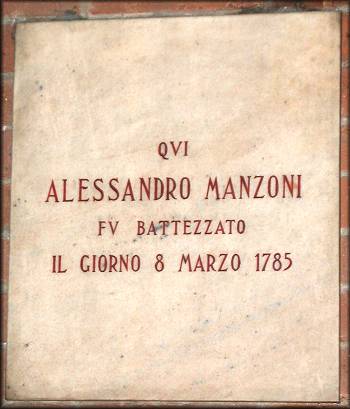 QVI
ALESSANDRO MANZONI
FV BATTEZZATO
IL GIORNO 8 MARZO 1785